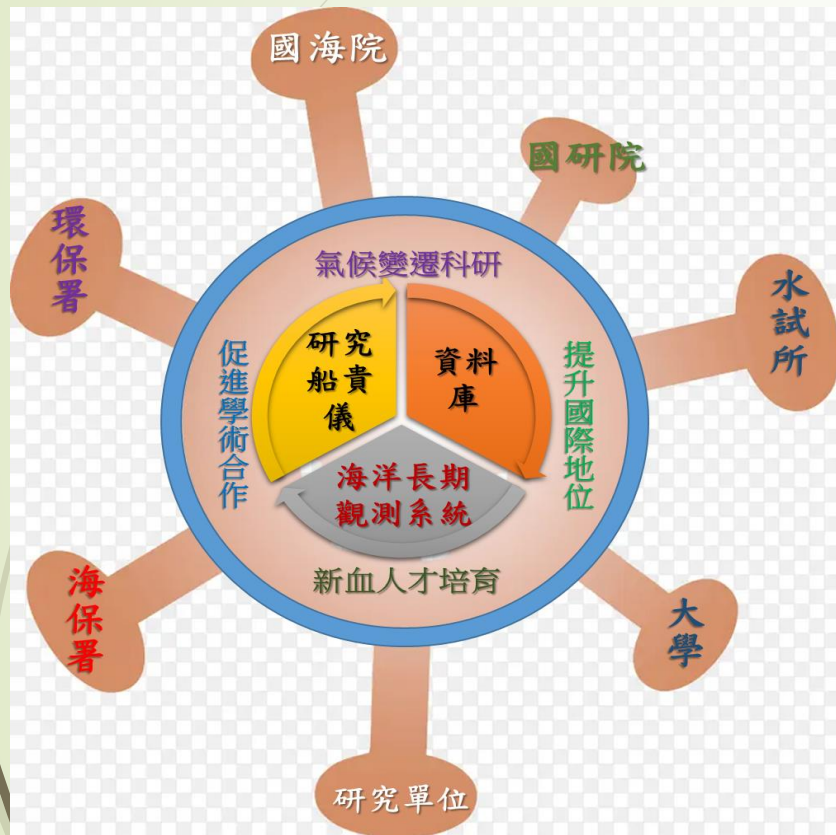 國海院
國研院
環
保
署
水
試
所
氣候變遷科研
促進學術合作
研究
船貴
儀
資料
庫
提升國際地位
海洋長期
觀測系統
新血人才培育
海
保
署
大
學
研究單位